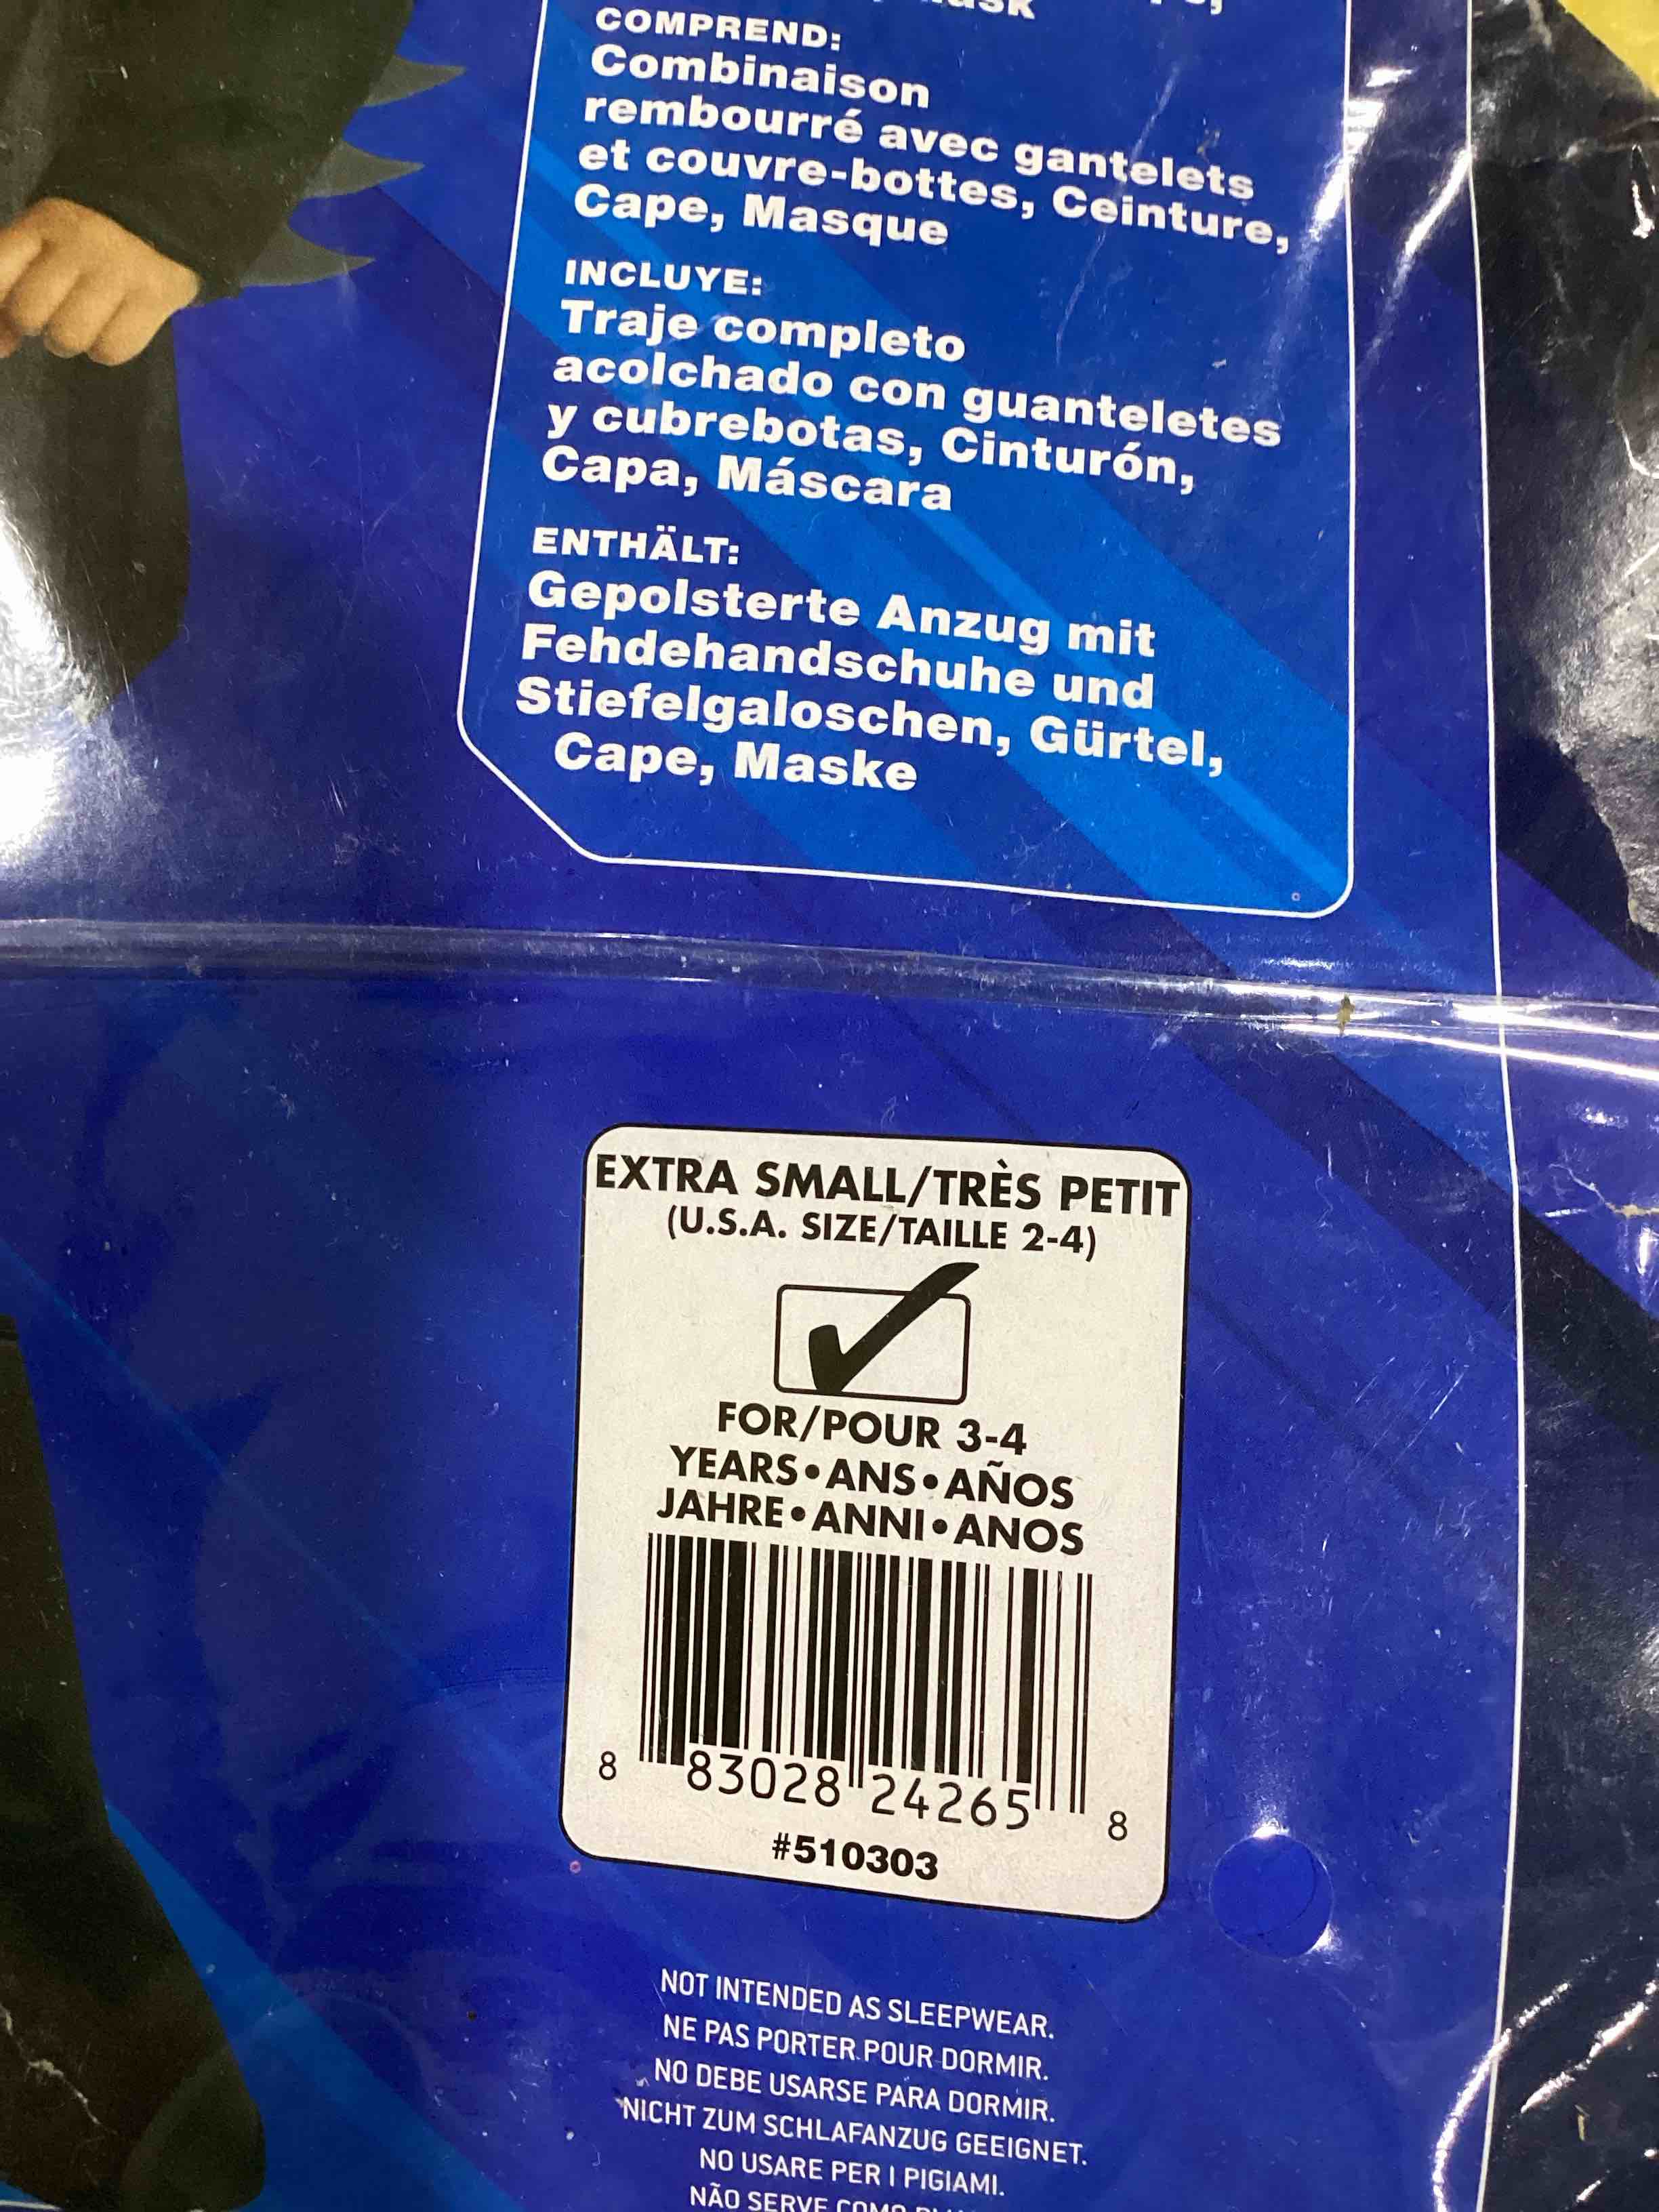 COMPREND:
Combinaison
rembourré avec gantelets
et couvre-bottes, Ceinture,
Cape, Masque
INCLUYE:
Traje completo
acolchado con guanteletes
y cubrebotas, Cinturón,
Capa, Máscara
ENTHÄLT:
Gepolsterte Anzug mit
Fehdehandschuhe und
Stiefelgaloschen, Gürtel,
Cape, Maske
EXTRA SMALL/TRÈS PETIT
(U.S.A. SIZE/TAILLE 2-4)
FOR/POUR 3-4
YEARS•ANS•AÑOS
JAHRE•ANNI•ANOS
8 83028 24265 8
#510303
NOT INTENDED AS SLEEPWEAR.
NE PAS PORTER POUR DORMIR.
NO DEBE USARSE PARA DORMIR.
NICHT ZUM SCHLAFANZUG GEEIGNET.
NO USARE PER I PIGIAMI.
NÃO SERVE COMO